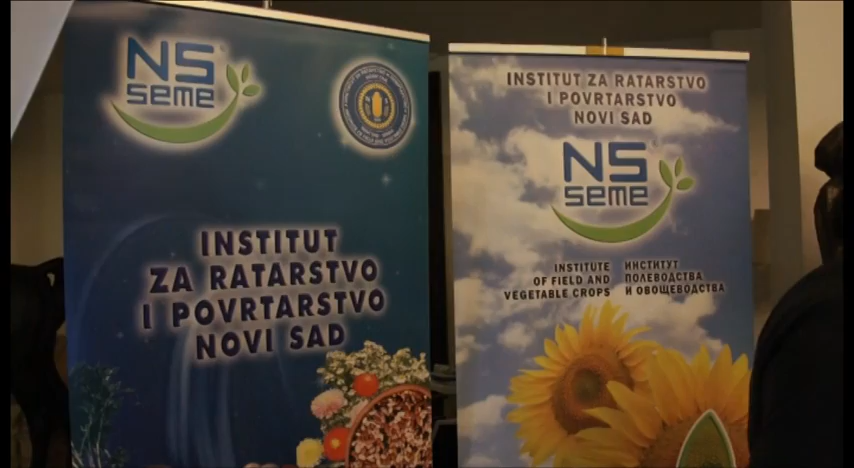 NS
seme
INSTITUT
ZA RATARSTVO
I POVRTARSTVO
NOVI SAD
INSTITUT ZA RATARSTVO
I POVRTARSTVO
NOVI SAD
NS
seme
INSTITUTE
OF FIELD AND
VEGETABLE CROPS
ИНСТИТУТ
ПОЛЕВОДСТВА
И ОВОЩЕВОДСТВА